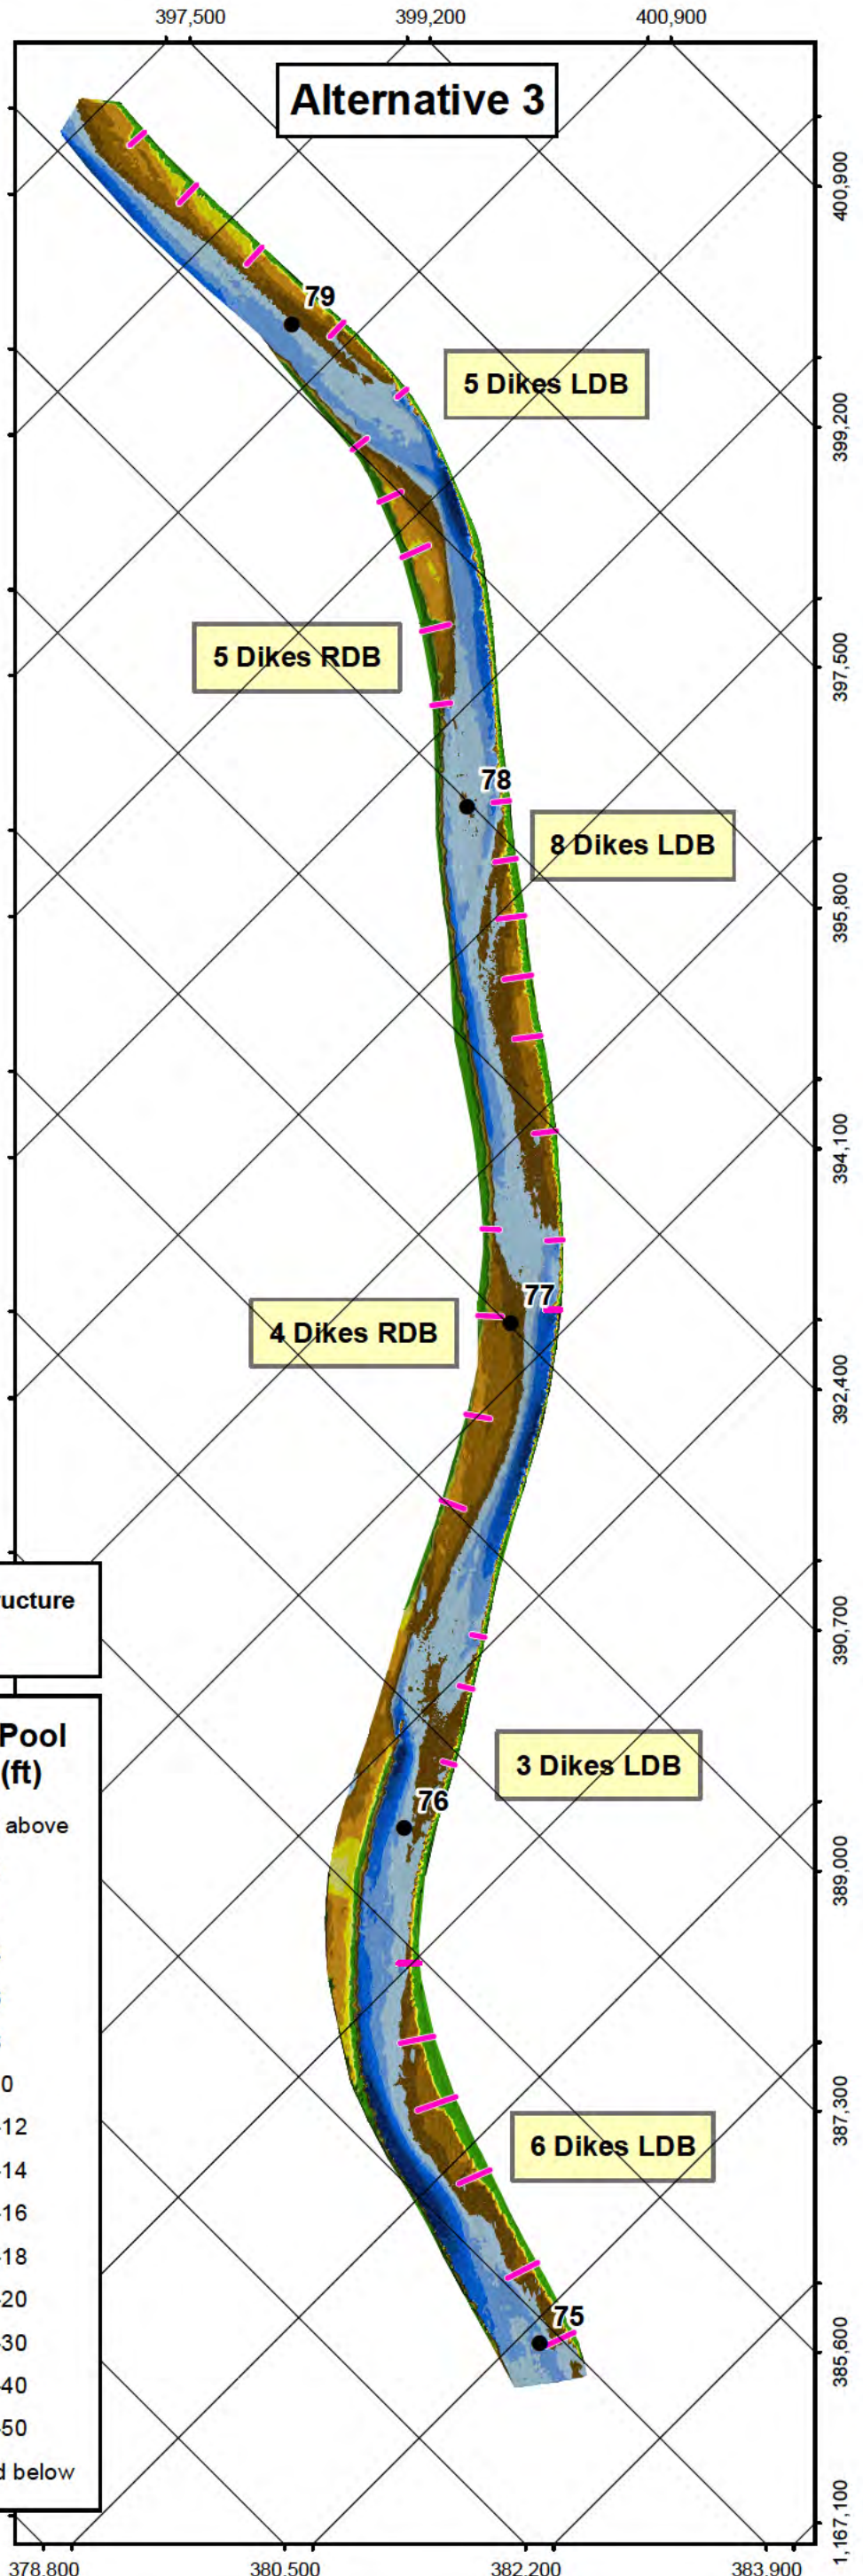 397,500
399,200
400,900
Alternative 3
400,900
79
5 Dikes LDB
399,200
5 Dikes RDB
397,500
78
8 Dikes LDB
395,800
394,100
77
4 Dikes RDB
392,400
ucture
390,700
Pool
(ft)
3 Dikes LDB
above
76
389,000
0
-12
387,300
6 Dikes LDB
-14
-16
-18
-20
75
-30
385,600
-40
-50
d below
1,167,100
378,800
380,500
382,200
383,900